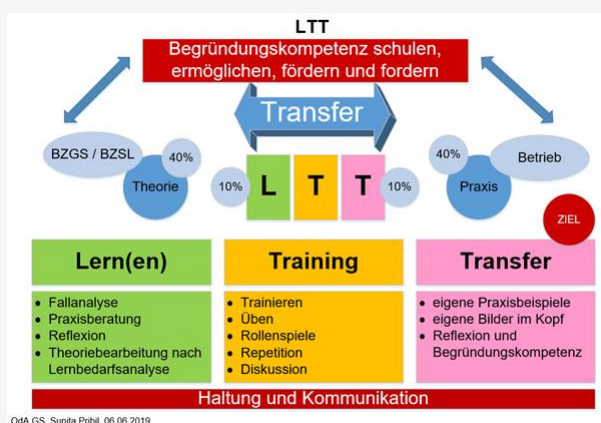 LTT
Begründungskompetenz schulen,
ermöglichen, fördern und fordern
Transfer
BZGS / BZSL
40%
Theorie
10%
L
T
T
10%
40%
Praxis
Betrieb
ZIEL
Lern(en)
• Fallanalyse
• Praxisberatung
• Reflexion
• Theoriebearbeitung nach
Lernbedarfsanalyse
Training
• Trainieren
• Üben
• Rollenspiele
• Repetition
• Diskussion
Transfer
• eigene Praxisbeispiele
• eigene Bilder im Kopf
• Reflexion und
Begründungskompetenz
Haltung und Kommunikation
OdA GS, Sunita Pribil, 06.06.2019